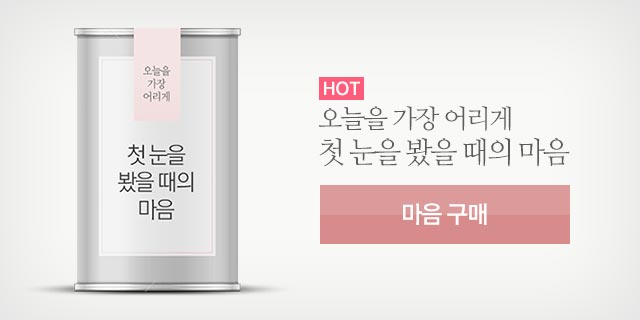 오늘을
가장
어리게
첫 눈을
봤을 때의
마음
HOT
오늘을 가장 어리게
첫 눈을 봤을 때의 마음
마음 구매